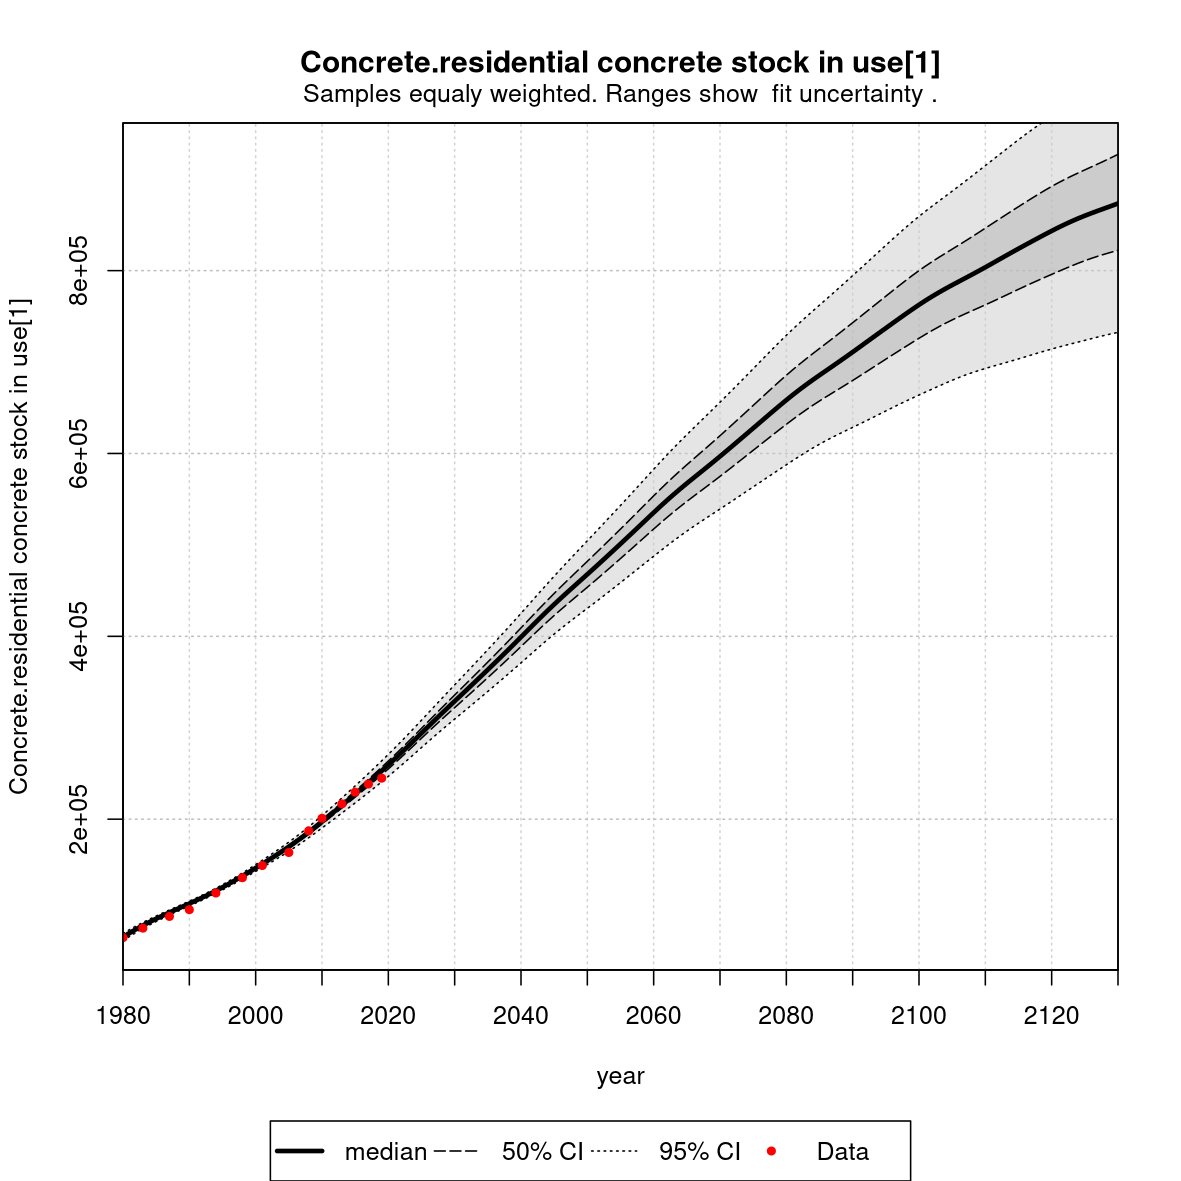 Concrete.residential concrete stock in use[1]
Samples equaly weighted. Ranges show  fit uncertainty .
Concrete.residential concrete stock in use[1]
8e+05
6e+05
4e+05
2e+05
1980 2000 2020 2040 2060 2080 2100 2120
year
median 50% CI 95% CI Data